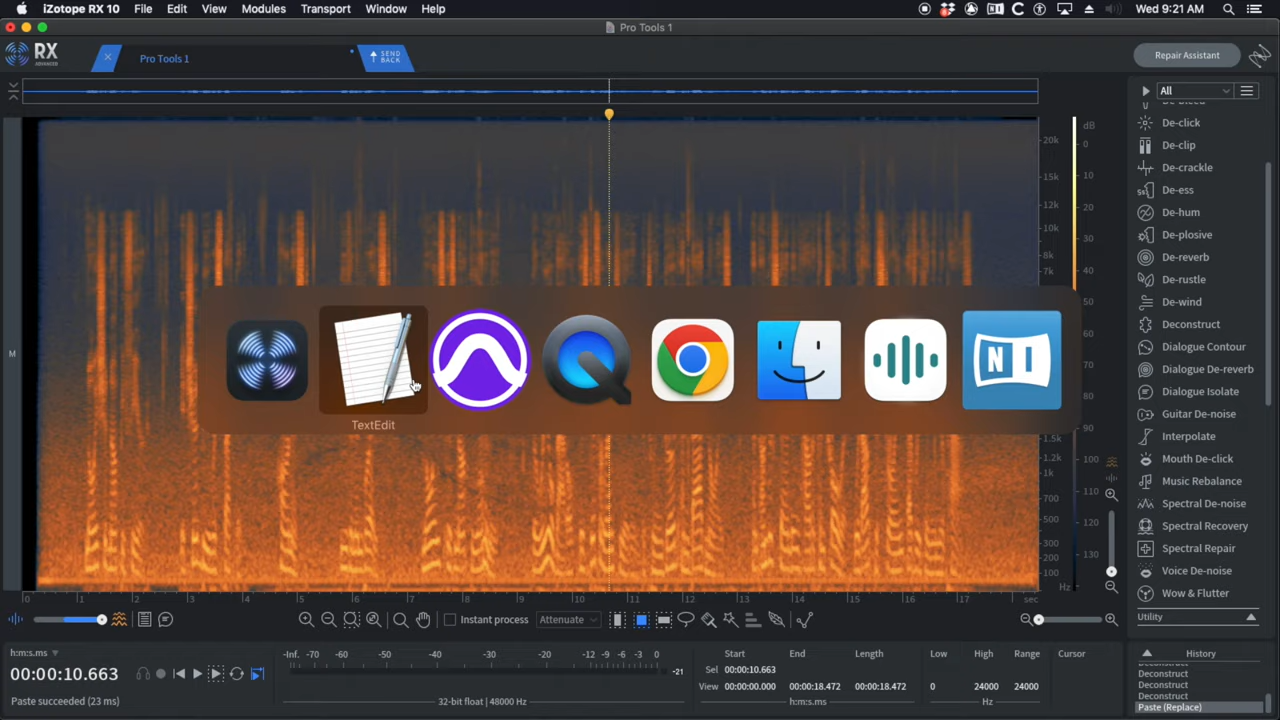 iZotope RX 10 File Edit View Modules Transport Window Help Wed 9:21 AM
Pro Tools 1
RX ADVANCED
Pro Tools 1
SEND BACK
Repair Assistant
All
De-click
De-clip
De-crackle
De-ess
De-hum
De-plosive
De-reverb
De-rustle
De-wind
Deconstruct
Dialogue Contour
Dialogue De-reverb
Dialogue Isolate
Guitar De-noise
Interpolate
Mouth De-click
Music Rebalance
Spectral De-noise
Spectral Recovery
Spectral Repair
Voice De-noise
Wow & Flutter
Utility
dB
0
10
20
30
40
50
60
70
80
90
100
110
120
130
20k
15k
12k
10k
8k
7k
1.5k
1.2k
1k
700
500
300
200
100
Hz
M
NI
TextEdit
0 1 2 3 4 5 6 7 8 9 10 11 12 13 14 15 16 17 sec
Instant process Attenuate
h:m:s.ms
00:00:10.663
Paste succeeded (23 ms)
-Inf. -70 -60 -50 -40 -30 -20 -12 -9 -6 -3 0
-21
32-bit float | 48000 Hz
Start End Length Low High Range Cursor
Sel 00:00:10.663
View 00:00:00.000 00:00:18.472 00:00:18.472 0 24000 24000
h:m:s.ms Hz
History
Deconstruct
Deconstruct
Deconstruct
Paste (Replace)